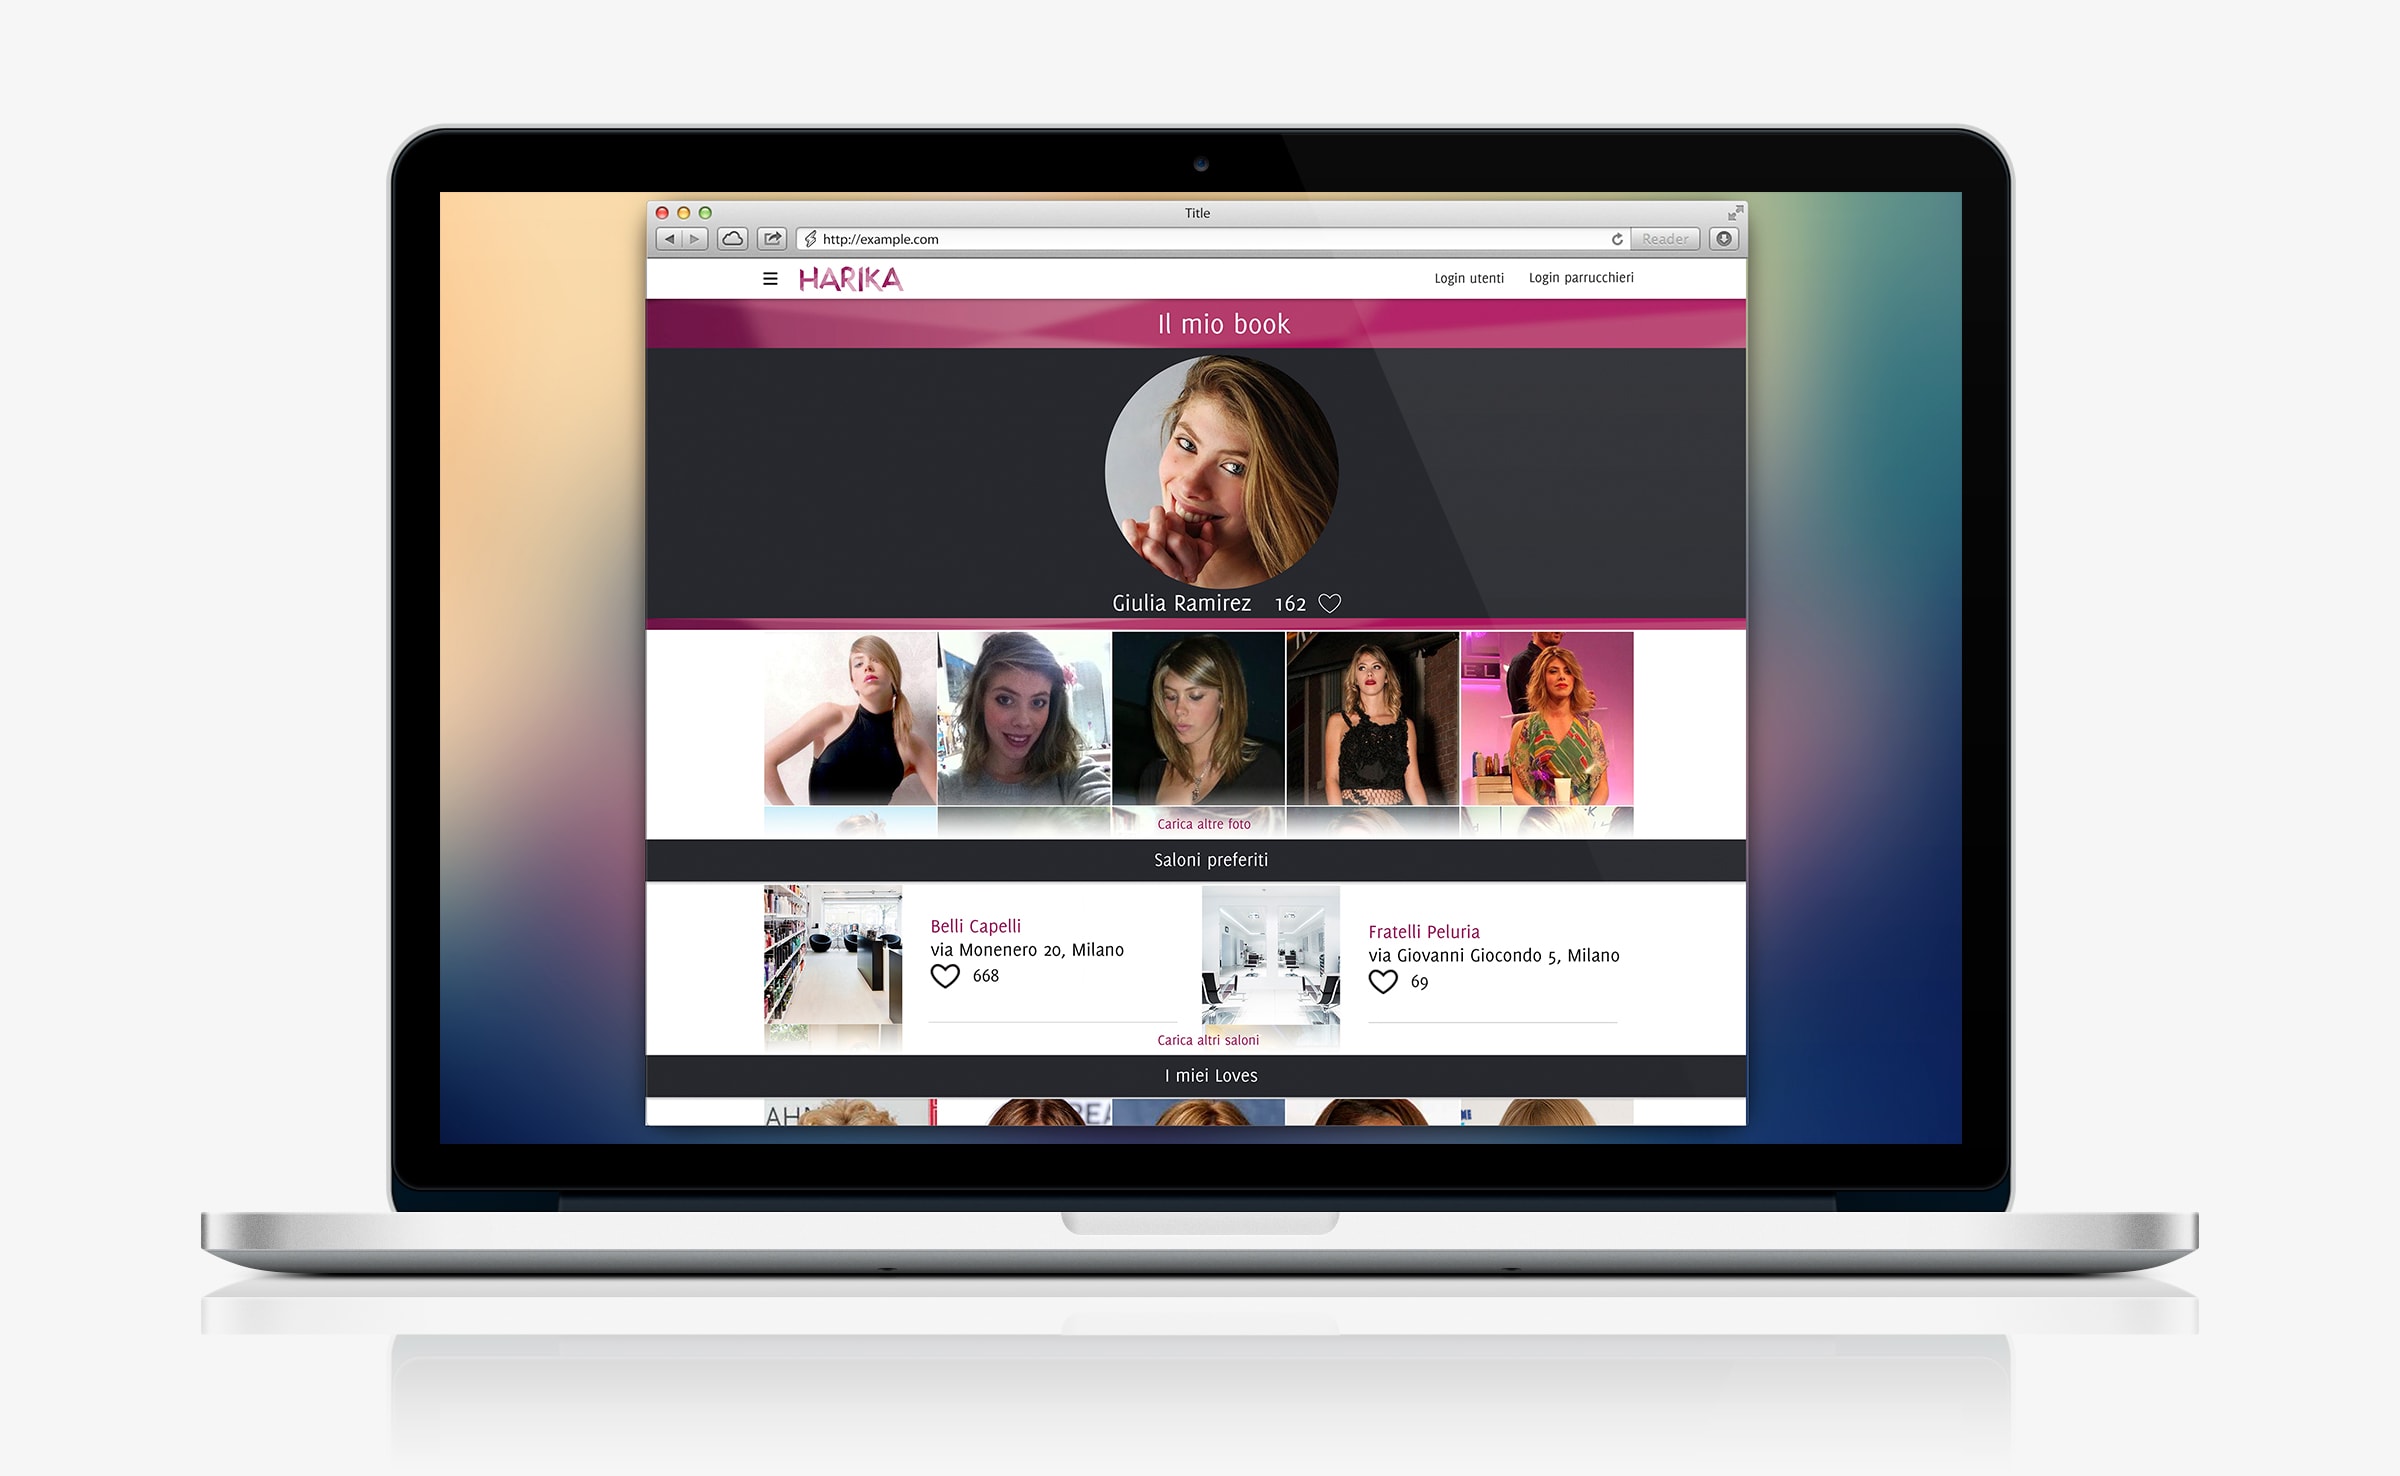 Title
http://example.com
Reader
HARIKA
Login utenti
Login parrucchieri
Il mio book
Giulia Ramirez 162
EL
Carica altre foto
Saloni preferiti
Belli Capelli
via Monenero 20, Milano
668
Fratelli Peluria
via Giovanni Giocondo 5, Milano
69
Carica altri saloni
I miei Loves